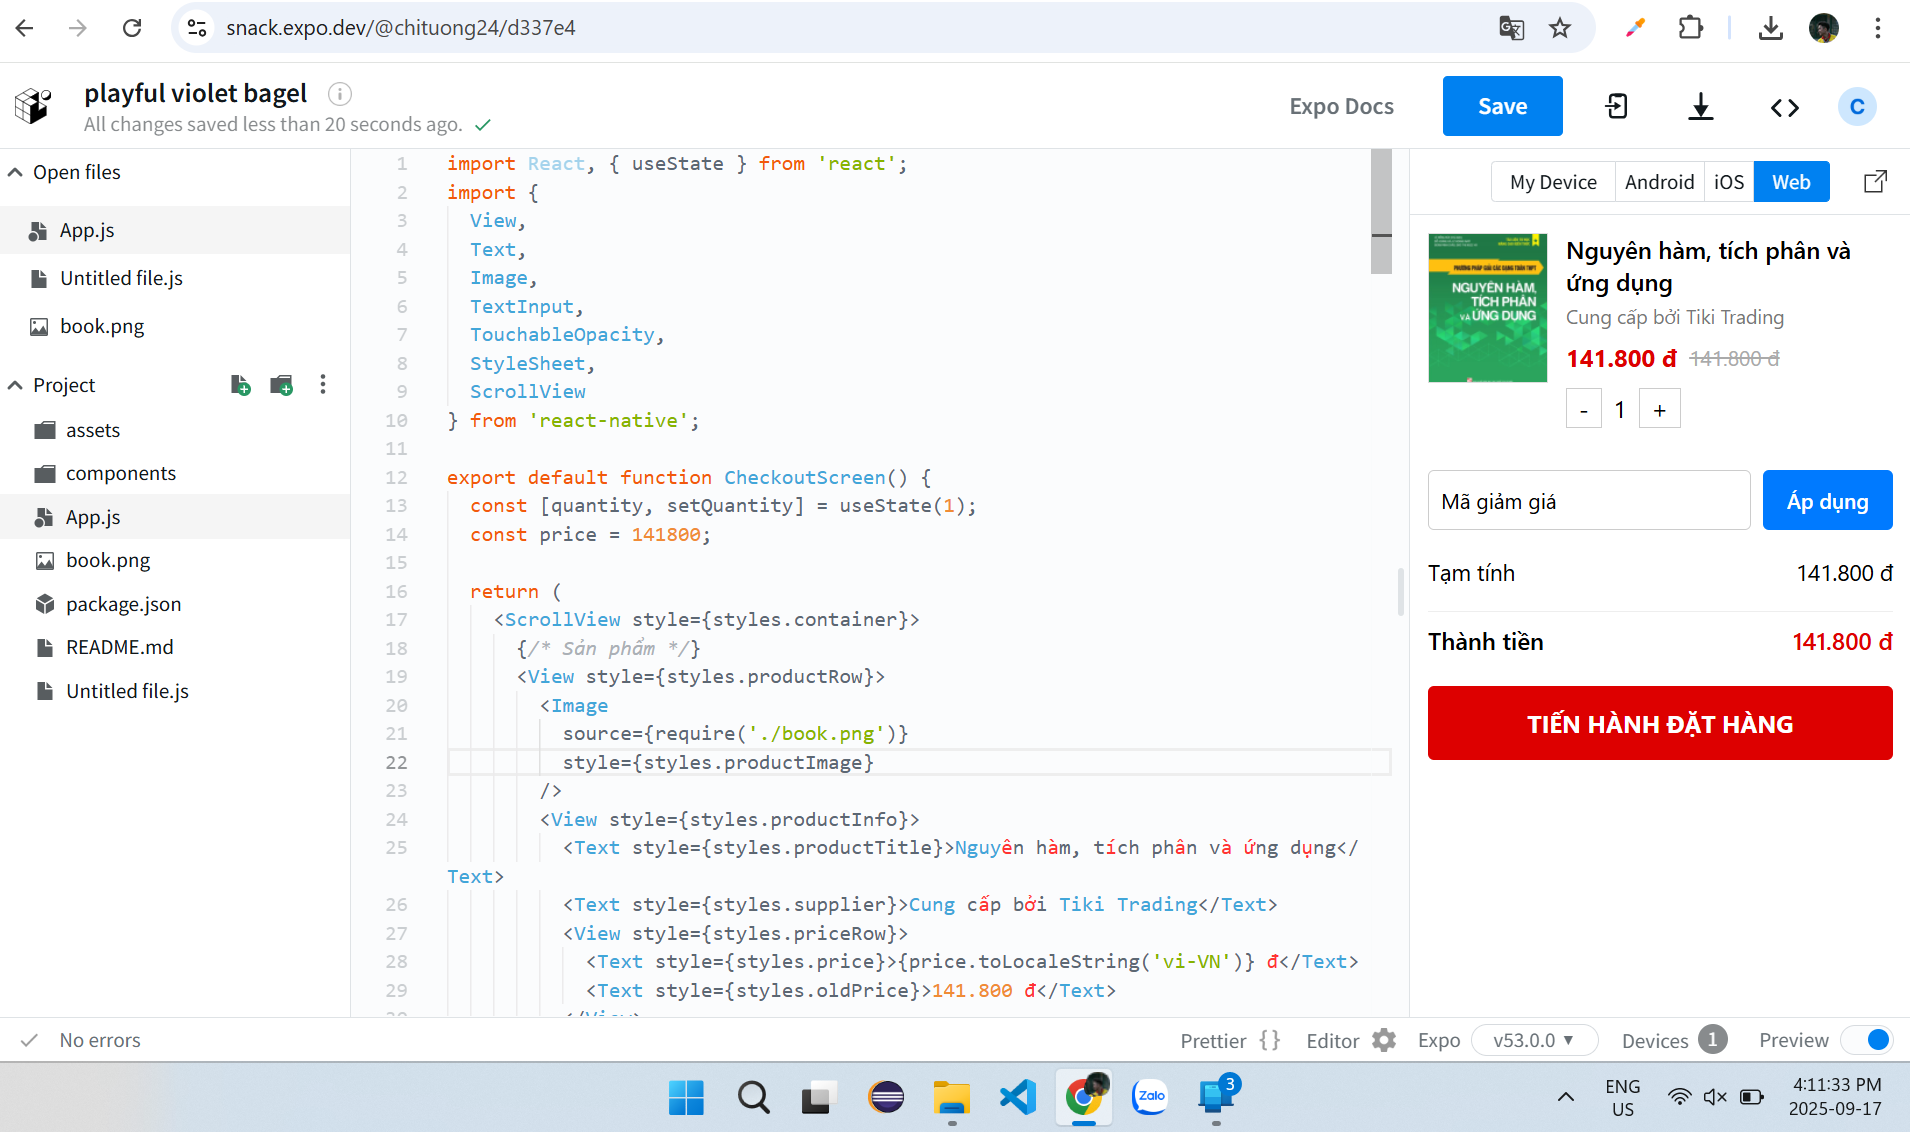 snack.expo.dev/@chituong24/d337e4
playful violet bagel
All changes saved less than 20 seconds ago.
Expo Docs
Save
C
Open files
App.js
Untitled file.js
book.png
Project
assets
components
App.js
book.png
package.json
README.md
Untitled file.js
1 import React, { useState } from 'react';
2 import {
3 View,
4 Text,
5 Image,
6 TextInput,
7 TouchableOpacity,
8 StyleSheet,
9 ScrollView
10 } from 'react-native';
11
12 export default function CheckoutScreen() {
13 const [quantity, setQuantity] = useState(1);
14 const price = 141800;
15
16 return (
17 <ScrollView style={styles.container}>
18 {/* Sản phẩm */}
19 <View style={styles.productRow}>
20 <Image
21 source={require('./book.png')}
22 style={styles.productImage}
23 />
24 <View style={styles.productInfo}>
25 <Text style={styles.productTitle}>Nguyên hàm, tích phân và ứng dụng</
Text>
26 <Text style={styles.supplier}>Cung cấp bởi Tiki Trading</Text>
27 <View style={styles.priceRow}>
28 <Text style={styles.price}>{price.toLocaleString('vi-VN')} đ</Text>
29 <Text style={styles.oldPrice}>141.800 đ</Text>
My Device
Android
iOS
Web
PHƯƠNG PHÁP GIẢI CÁC DẠNG TOÁN THPT
NGUYÊN HÀM,
TÍCH PHÂN
VÀ ỨNG DỤNG
Nguyên hàm, tích phân và
ứng dụng
Cung cấp bởi Tiki Trading
141.800 đ 141.800 đ
- 1 +
Mã giảm giá
Áp dụng
Tạm tính 141.800 đ
Thành tiền 141.800 đ
TIẾN HÀNH ĐẶT HÀNG
No errors
Prettier {}
Editor
Expo
v53.0.0
Devices 1
Preview
Zalo
3
ENG
US
4:11:33 PM
2025-09-17